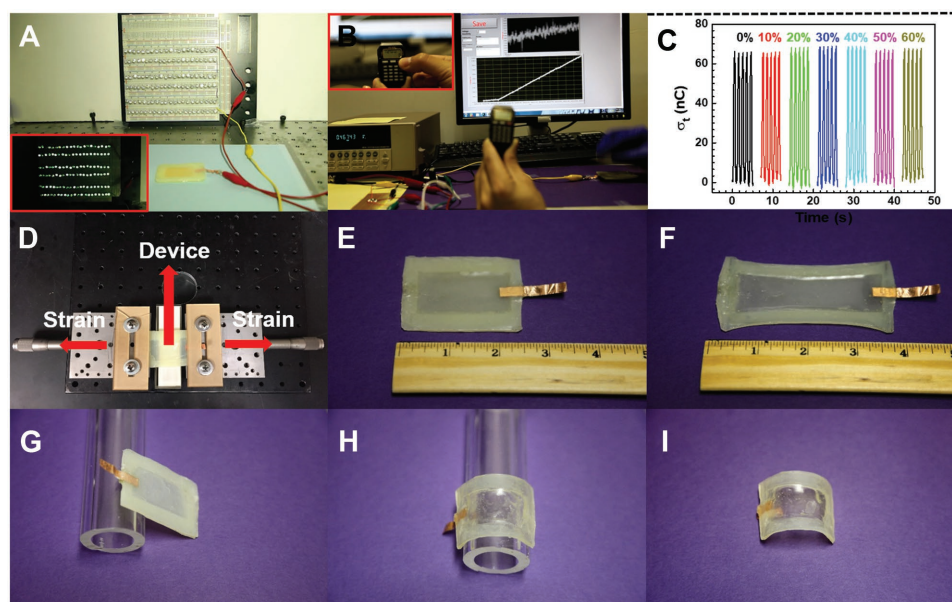 A
B
Save
C
80
60
40
20
0
σt (nC)
0% 10% 20% 30% 40% 50% 60%
0 10 20 30 40 50
Time (s)
D
Device
Strain
Strain
E
1 2 3 4 5
F
1 2 3 4
G
H
I